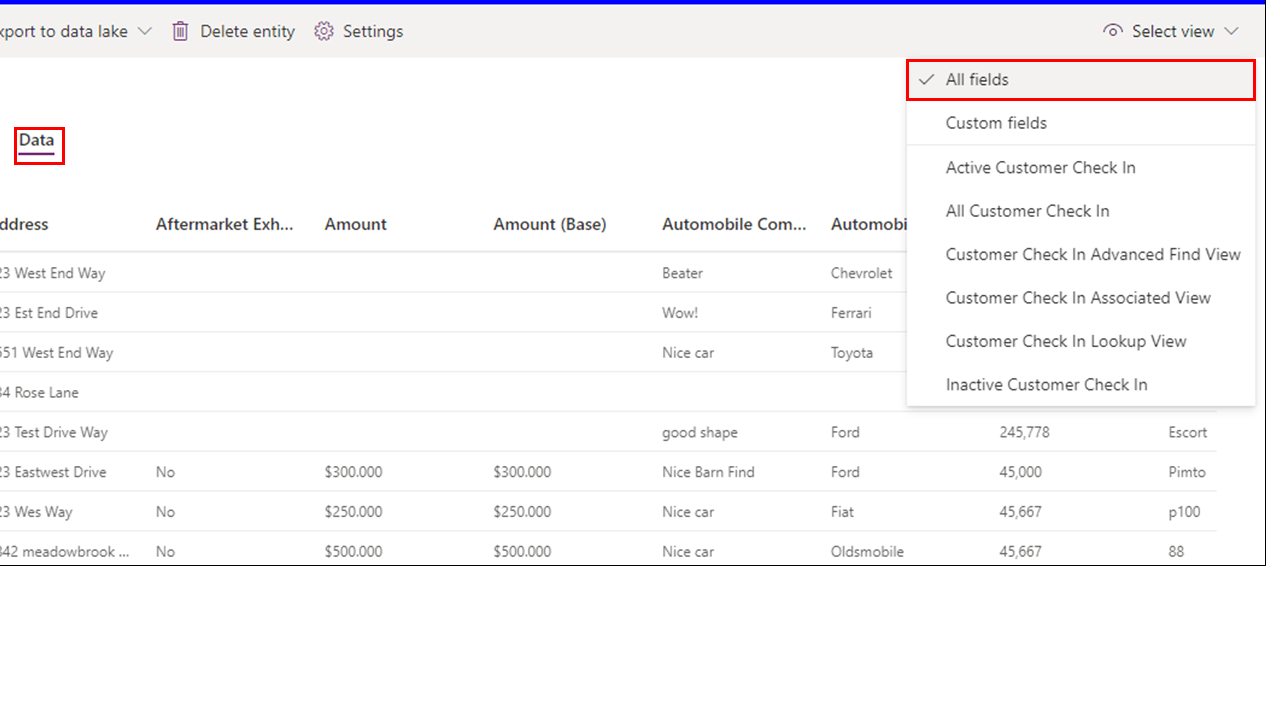 xport to data lake Delete entity Settings Select view
All fields
Custom fields
Data
Active Customer Check In
All Customer Check In
ddress Aftermarket Exh... Amount Amount (Base) Automobile Com... Automobi
Customer Check In Advanced Find View
23 West End Way Beater Chevrolet
Customer Check In Associated View
23 Est End Drive Wow! Ferrari
Customer Check In Lookup View
551 West End Way Nice car Toyota
Inactive Customer Check In
34 Rose Lane
23 Test Drive Way good shape Ford 245,778 Escort
23 Eastwest Drive No $300.000 $300.000 Nice Barn Find Ford 45,000 Pimto
23 Wes Way No $250.000 $250.000 Nice car Fiat 45,667 p100
342 meadowbrook ... No $500.000 $500.000 Nice car Oldsmobile 45,667 88